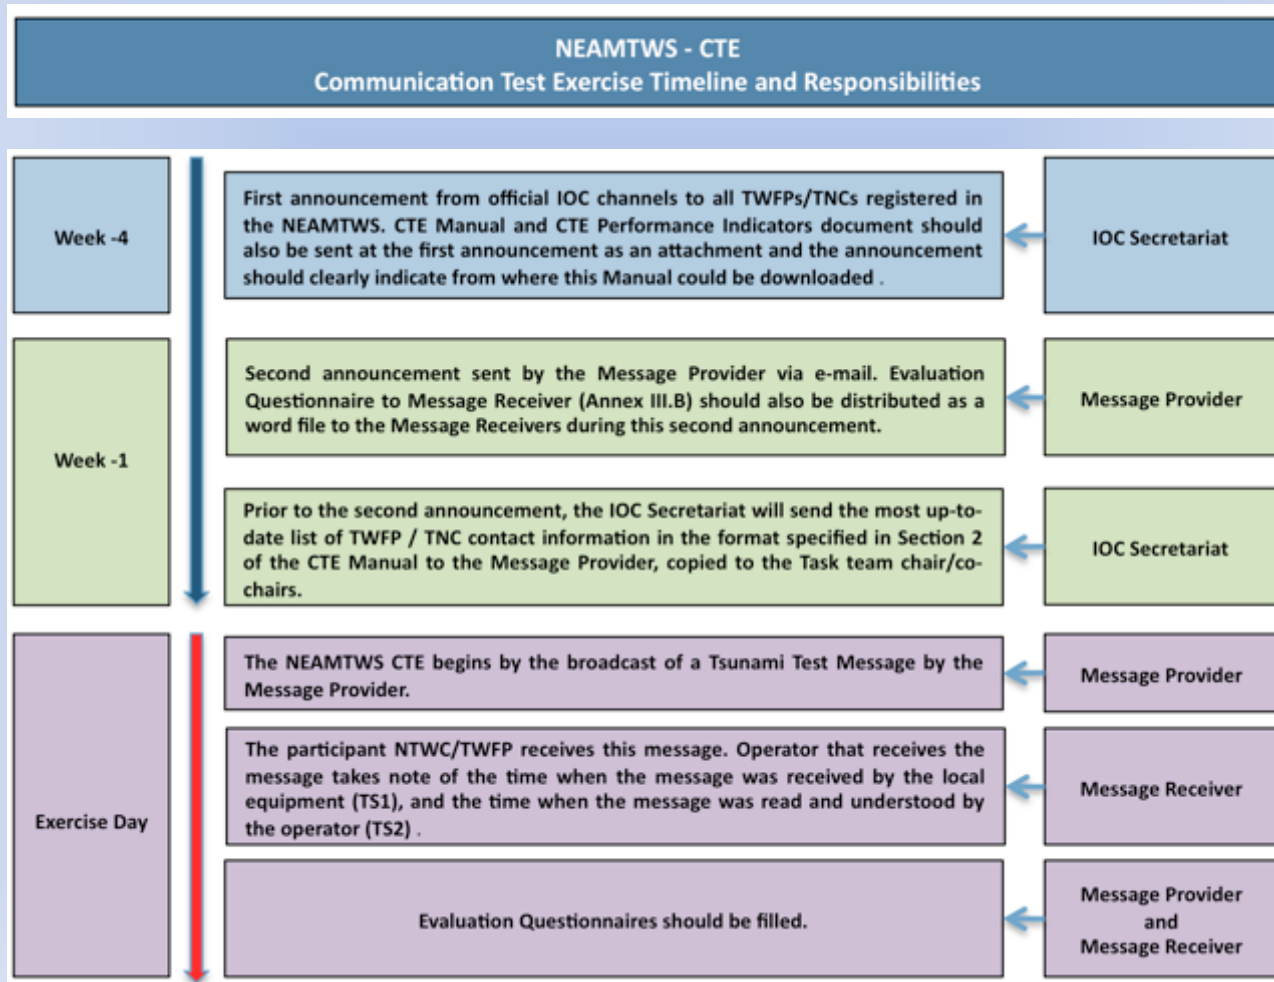 NEAMTWS - CTE
Communication Test Exercise Timeline and Responsibilities
Week -4
First announcement from official IOC channels to all TWFPs/TNCs registered in
the NEAMTWS. CTE Manual and CTE Performance Indicators document should
also be sent at the first announcement as an attachment and the announcement
should clearly indicate from where this Manual could be downloaded .
IOC Secretariat
Week -1
Second announcement sent by the Message Provider via e-mail. Evaluation
Questionnaire to Message Receiver (Annex III.B) should also be distributed as a
word file to the Message Receivers during this second announcement.
Message Provider
Prior to the second announcement, the IOC Secretariat will send the most up-to-
date list of TWFP / TNC contact information in the format specified in Section 2
of the CTE Manual to the Message Provider, copied to the Task team chair/co-
chairs.
IOC Secretariat
Exercise Day
The NEAMTWS CTE begins by the broadcast of a Tsunami Test Message by the
Message Provider.
Message Provider
The participant NTWC/TWFP receives this message. Operator that receives the
message takes note of the time when the message was received by the local
equipment (TS1), and the time when the message was read and understood by
the operator (TS2) .
Message Receiver
Evaluation Questionnaires should be filled.
Message Provider
and
Message Receiver